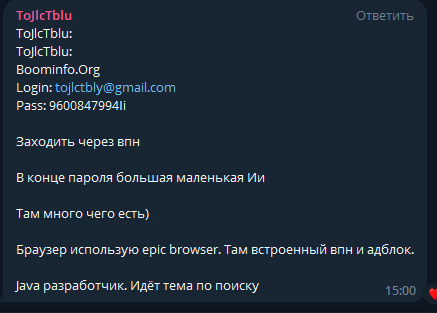 ToJlcTblu
Ответить
ToJlcTblu:
ToJlcTblu:
Boominfo.Org
Login: tojlctbly@gmail.com
Pass: 9600847994Ii
Заходить через впн
В конце пароля большая маленькая Ии
Там много чего есть)
Браузер использую epic browser. Там встроенный впн и адблок.
Java разработчик. Идёт тема по поиску
15:00